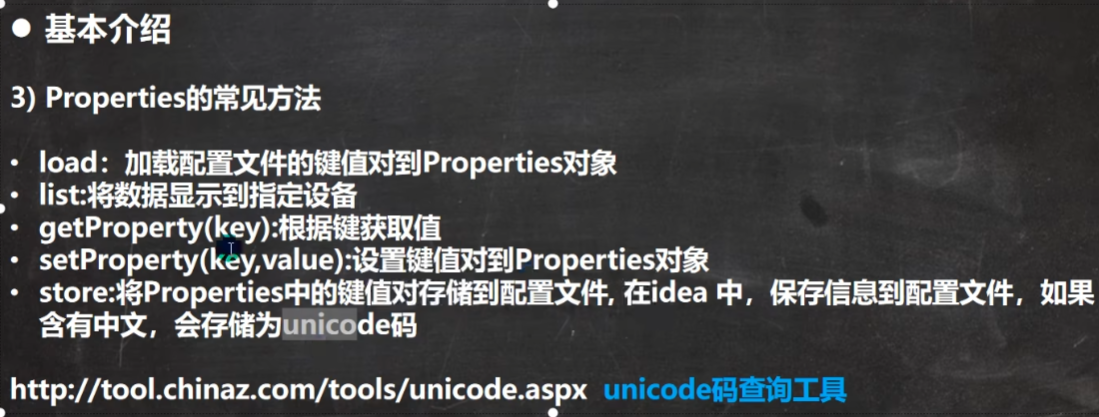 ● 基本介绍
3) Properties的常见方法
• load：加载配置文件的键值对到Properties对象
• list:将数据显示到指定设备
• getProperty(key):根据键获取值
• setProperty(key,value):设置键值对到Properties对象
• store:将Properties中的键值对存储到配置文件, 在idea 中，保存信息到配置文件，如果
含有中文，会存储为unicode码
http://tool.chinaz.com/tools/unicode.aspx unicode码查询工具